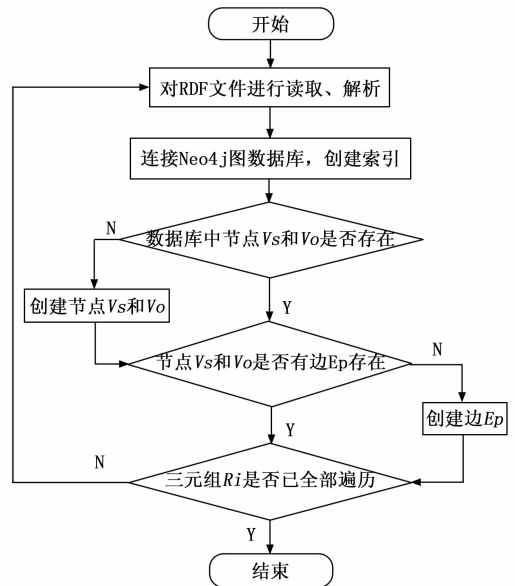 开始
对RDF文件进行读取、解析
连接Neo4j图数据库，创建索引
数据库中节点Vs和Vo是否存在
N
Y
创建节点Vs和Vo
节点Vs和Vo是否有边Ep存在
N
Y
创建边Ep
三元组Ri是否已全部遍历
N
Y
结束